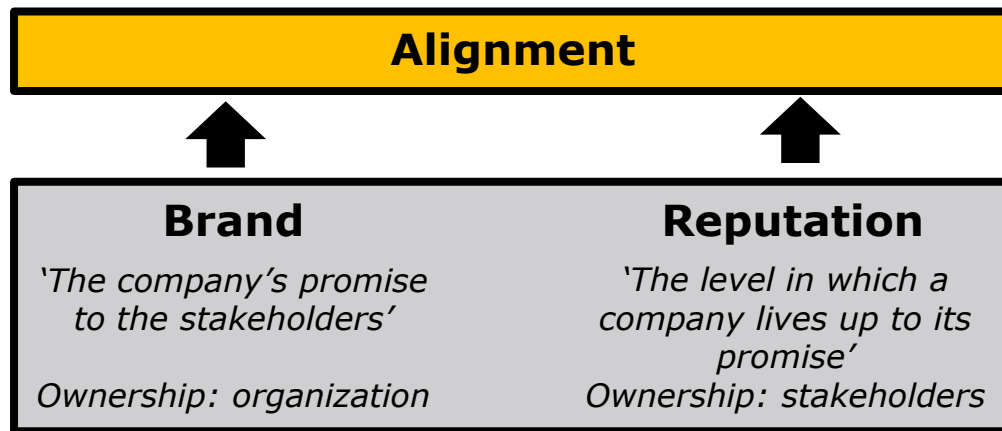 Alignment
Brand
‘The company’s promise
to the stakeholders’
Ownership: organization
Reputation
‘The level in which a
company lives up to its
promise’
Ownership: stakeholders